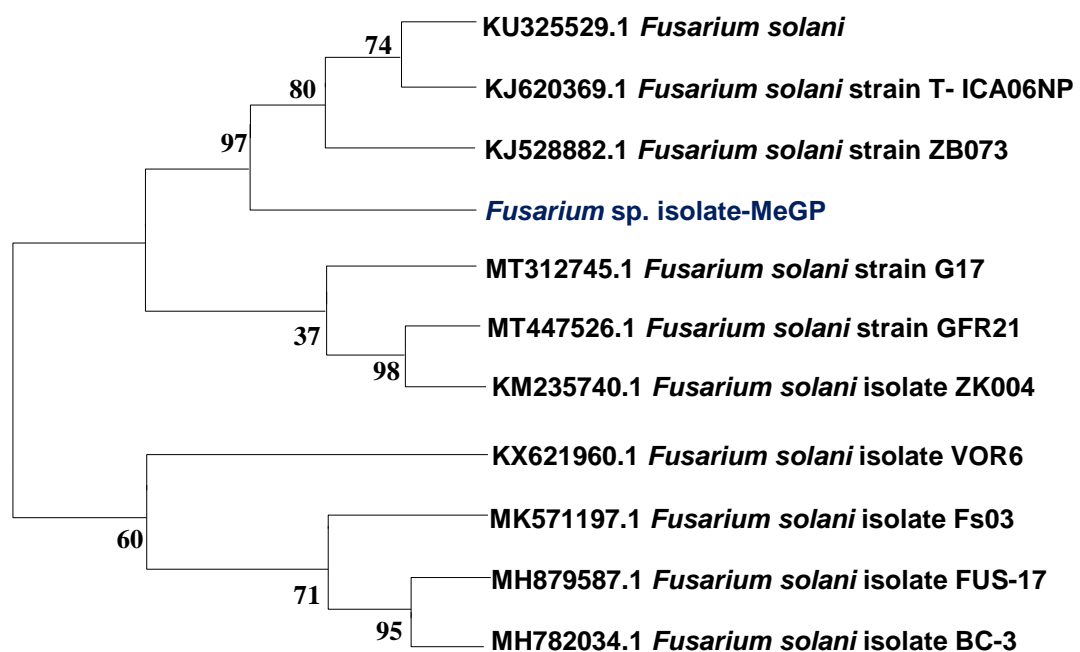 KU325529.1 Fusarium solani
74
KJ620369.1 Fusarium solani strain T- ICA06NP
80
97
KJ528882.1 Fusarium solani strain ZB073
Fusarium sp. isolate-MeGP
MT312745.1 Fusarium solani strain G17
37
MT447526.1 Fusarium solani strain GFR21
98
KM235740.1 Fusarium solani isolate ZK004
KX621960.1 Fusarium solani isolate VOR6
60
MK571197.1 Fusarium solani isolate Fs03
71
MH879587.1 Fusarium solani isolate FUS-17
95
MH782034.1 Fusarium solani isolate BC-3